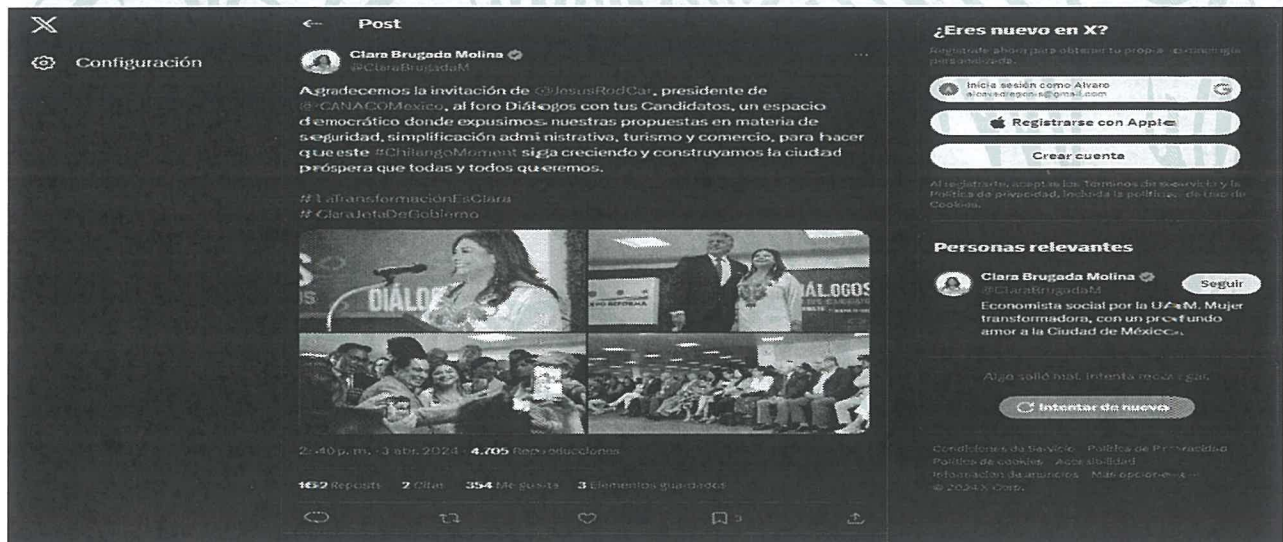 Post
Configuración
Clara Brugada Molina
@ClaraBrugadaM
Agradecemos la invitación de @JesusRodCar, presidente de
@CANACOMexico, al foro Diálogos con tus Candidatos, un espacio
democrático donde expusimos nuestras propuestas en materia de
seguridad, simplificación administrativa, turismo y comercio, para hacer
que este #ChilangoMoment siga creciendo y construyamos la ciudad
próspera que todas y todos queremos.
#LaTransformaciónEsClara
#ClaraJefaDeGobierno
DIÁLOG
DIÁLOGOS
2:40 p. m. · 3 abr. 2024 · 4.705 Reproducciones
162 Reposts 2 Citas 354 Me gusta 3 Elementos guardados
3
¿Eres nuevo en X?
Regístrate ahora para obtener tu propia cronología
personalizada.
Inicia sesión como Alvaro
Registrarse con Apple
Crear cuenta
Al registrarte, aceptas los Términos de servicio y la
Política de privacidad, incluida la política de Uso de
Cookies.
Personas relevantes
Clara Brugada Molina
@ClaraBrugadaM
Seguir
Economista social por la UAM. Mujer
transformadora, con un profundo
amor a la Ciudad de México.
Algo salió mal. Intenta recargar.
Intentar de nuevo
Condiciones de Servicio Política de Privacidad
Política de cookies Accesibilidad
Información de anuncios Más opciones
© 2024 X Corp.